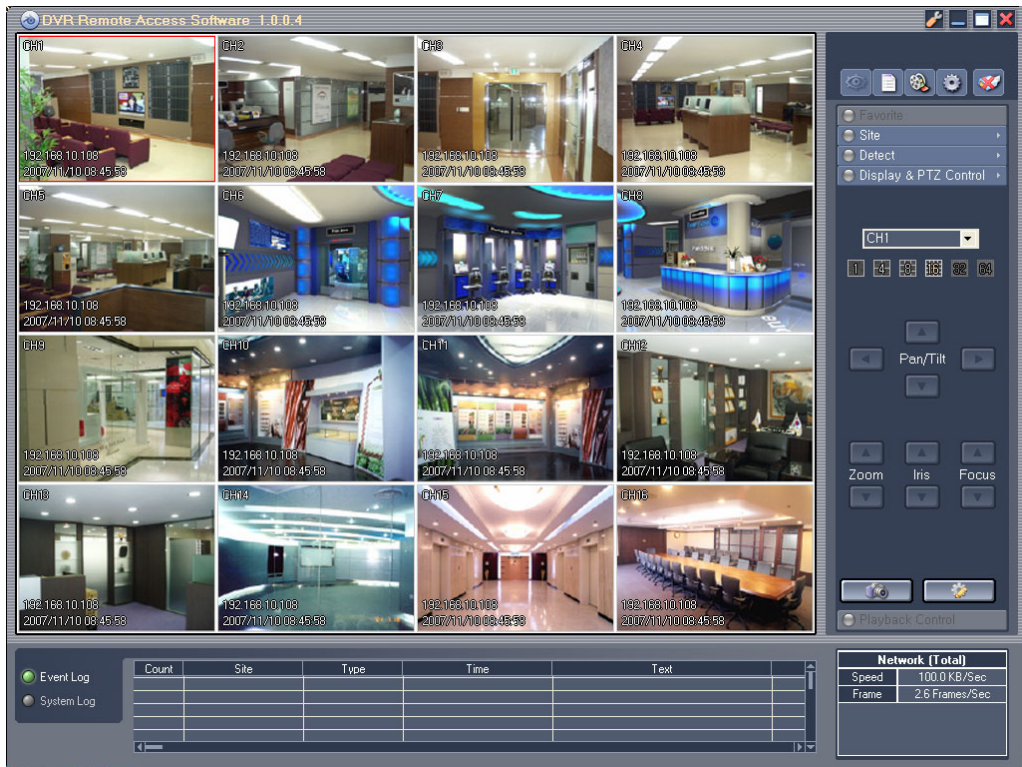 DVR Remote Access Software 1.0.0.4
CH1
192.168.10.108
2007/11/10 08:45:58
CH2
192.168.10.108
2007/11/10 08:45:58
CH3
192.168.10.108
2007/11/10 08:45:58
CH4
192.168.10.108
2007/11/10 08:45:58
CH5
192.168.10.108
2007/11/10 08:45:58
CH6
192.168.10.108
2007/11/10 08:45:58
CH7
192.168.10.108
2007/11/10 08:45:58
CH8
192.168.10.108
2007/11/10 08:45:58
CH9
192.168.10.108
2007/11/10 08:45:58
CH10
192.168.10.108
2007/11/10 08:45:58
CH11
192.168.10.108
2007/11/10 08:45:58
CH12
192.168.10.108
2007/11/10 08:45:58
CH13
192.168.10.108
2007/11/10 08:45:58
CH14
192.168.10.108
2007/11/10 08:45:58
CH15
192.168.10.108
2007/11/10 08:45:58
CH16
192.168.10.108
2007/11/10 08:45:58
Favorite
Site
Detect
Display & PTZ Control
CH1
1 4 8 16 32 64
Pan/Tilt
Zoom Iris Focus
Playback Control
Event Log
System Log
Count Site Type Time Text
Network (Total)
Speed 100.0 KB/Sec
Frame 2.6 Frames/Sec